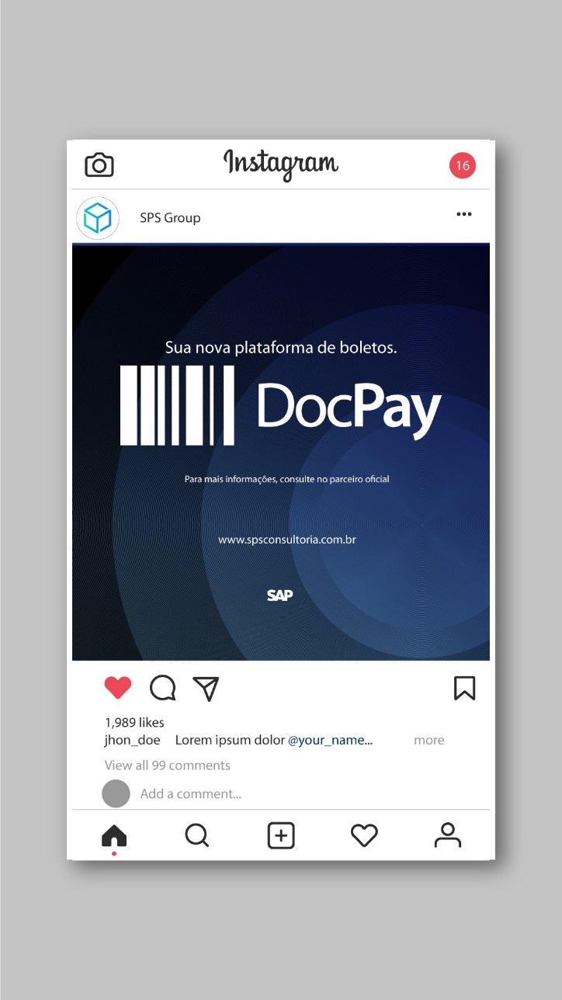 Instagram
16
SPS Group
Sua nova plataforma de boletos.
DocPay
Para mais informações, consulte no parceiro oficial
www.spsconsultoria.com.br
SAP
1,989 likes
jhon_doe Lorem ipsum dolor @your_name... more
View all 99 comments
Add a comment...